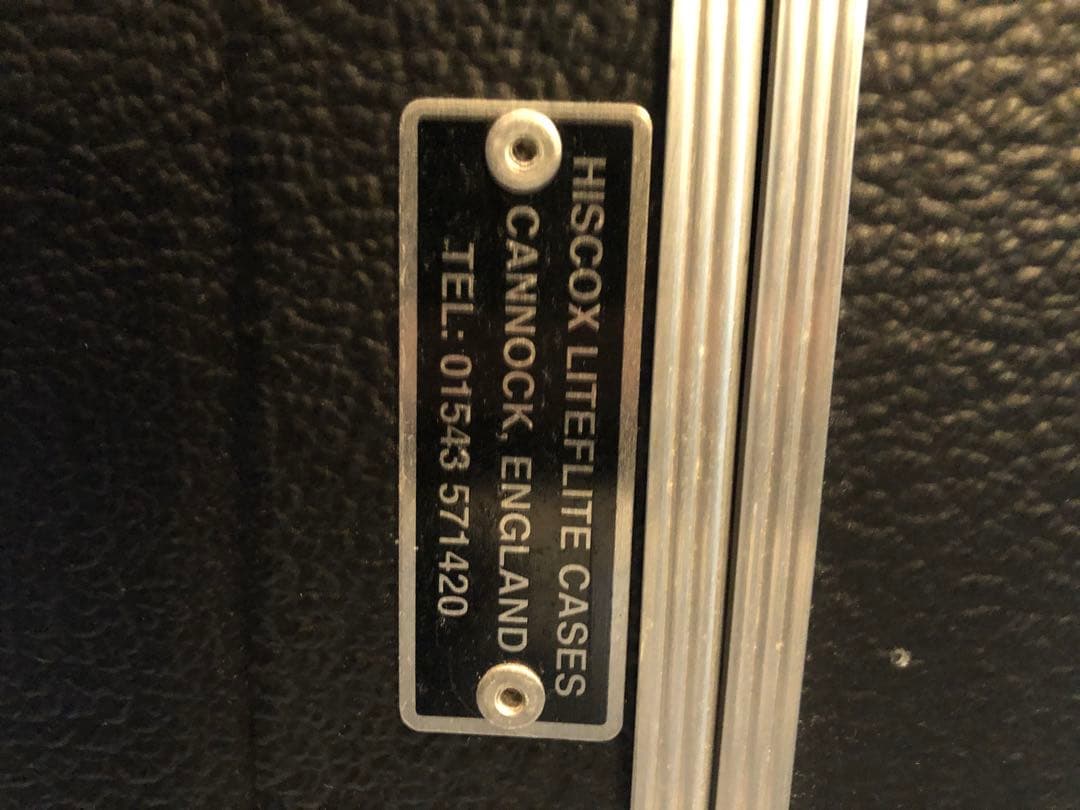 HISCOX LITEFLITE CASES
CANNOCK, ENGLAND
TEL: 01543 571420